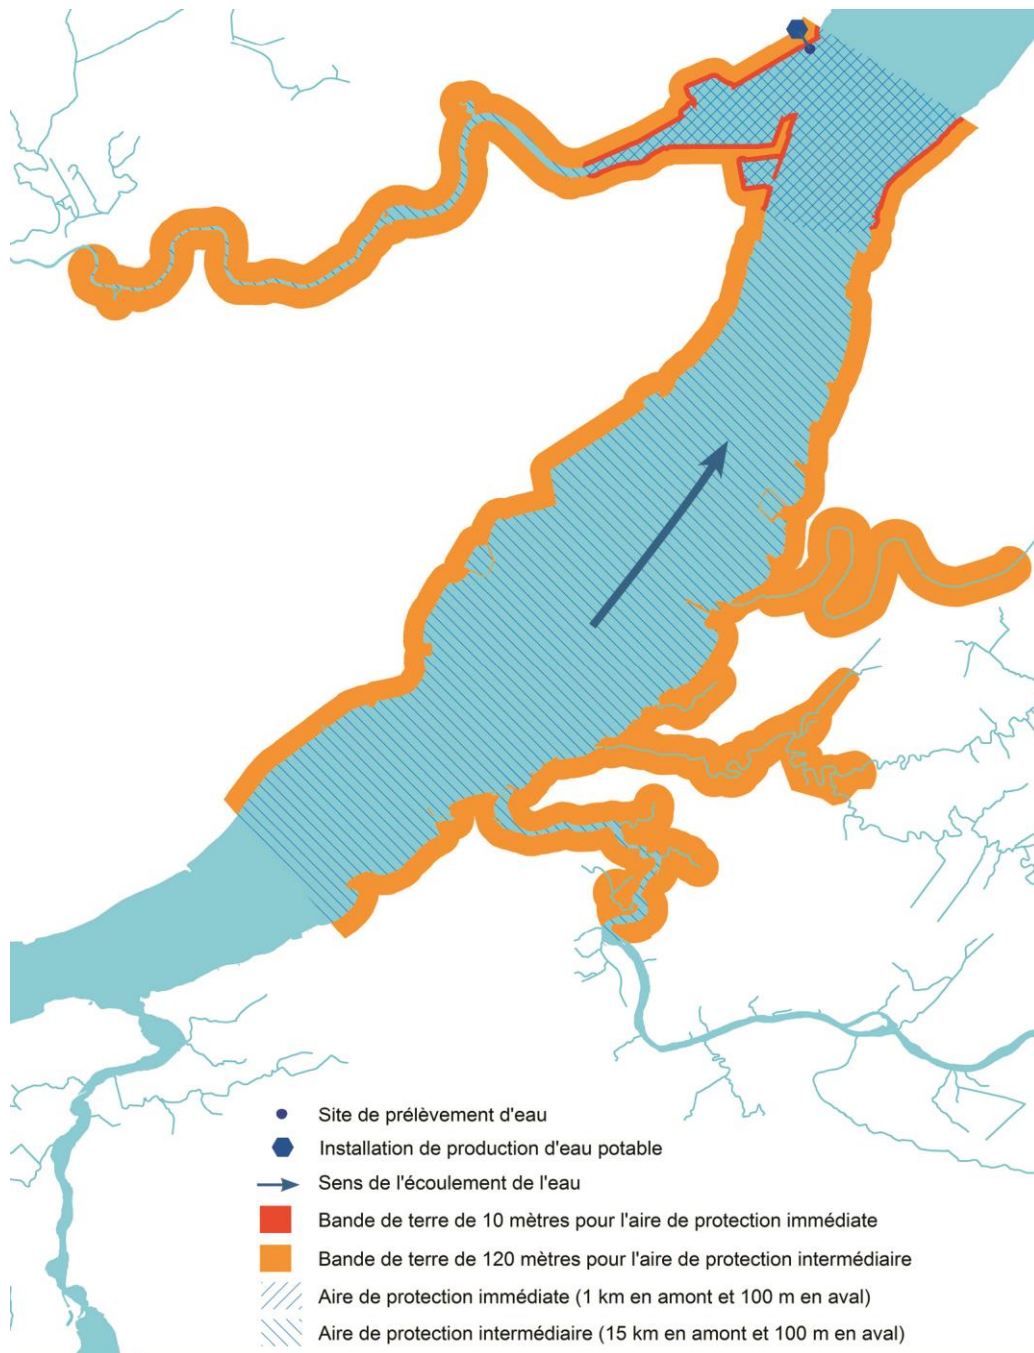 Site de prélèvement d'eau
Installation de production d'eau potable
Sens de l'écoulement de l'eau
Bande de terre de 10 mètres pour l'aire de protection immédiate
Bande de terre de 120 mètres pour l'aire de protection intermédiaire
Aire de protection immédiate (1 km en amont et 100 m en aval)
Aire de protection intermédiaire (15 km en amont et 100 m en aval)